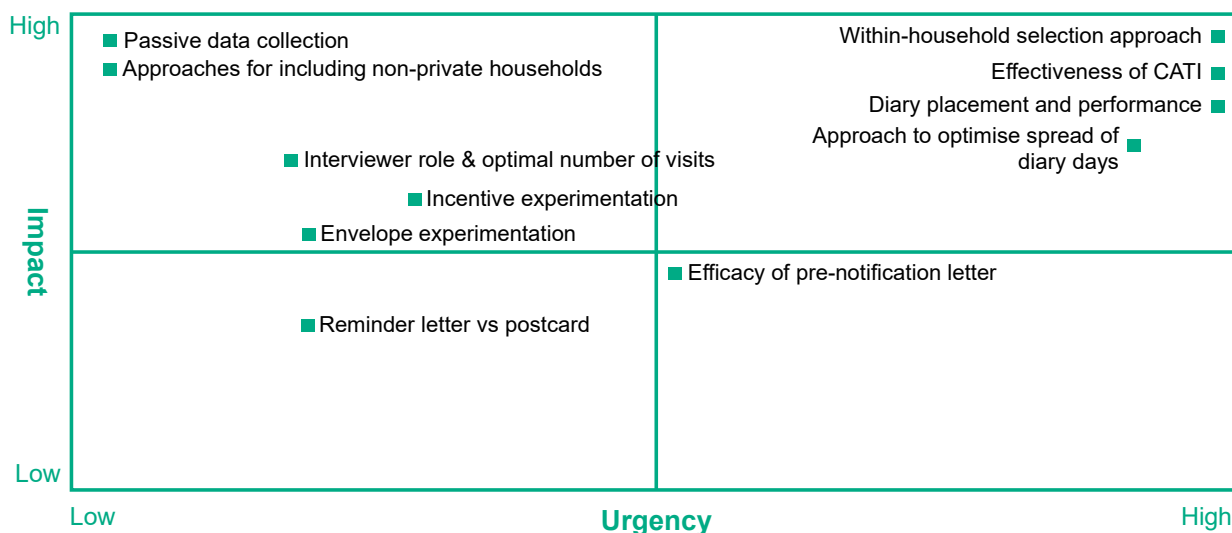 High
Passive data collection
Approaches for including non-private households
Within-household selection approach
Effectiveness of CATI
Diary placement and performance
Approach to optimise spread of
diary days
Interviewer role & optimal number of visits
Incentive experimentation
Envelope experimentation
Impact
Efficacy of pre-notification letter
Reminder letter vs postcard
Low
Low
Urgency
High